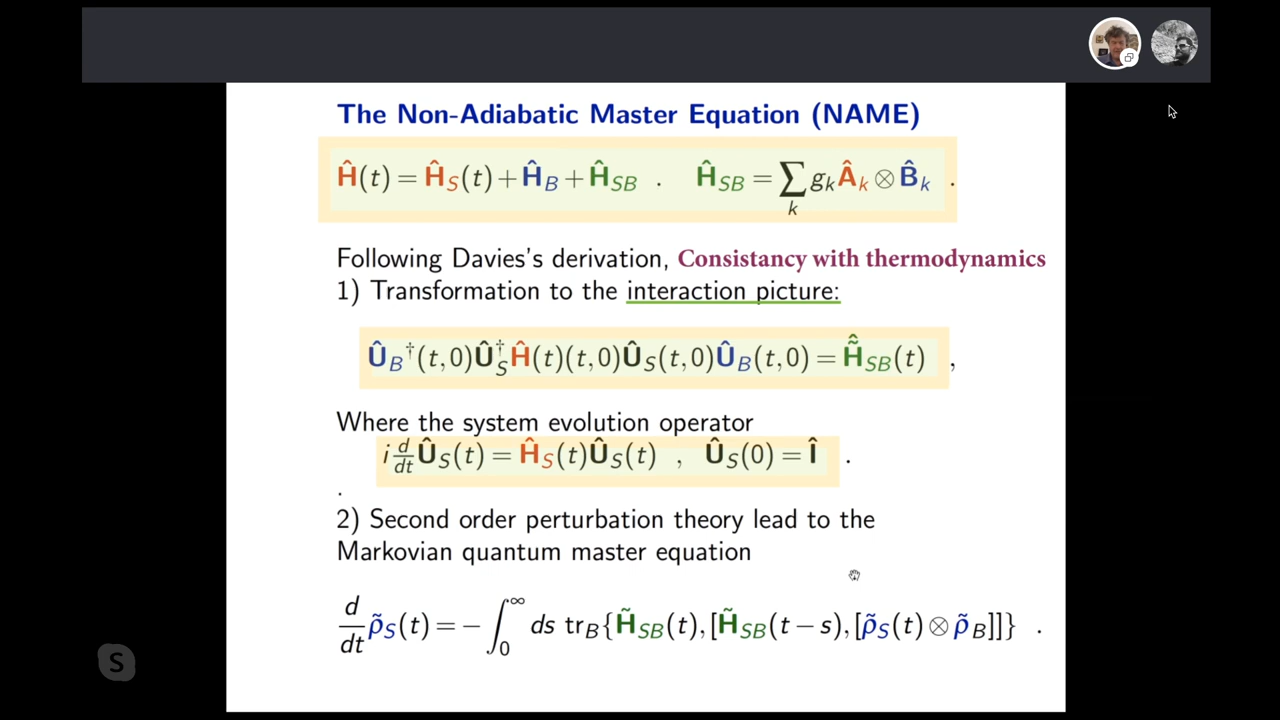 The Non-Adiabatic Master Equation (NAME)
Ĥ(t) = Ĥ_S(t) + Ĥ_B + Ĥ_SB . Ĥ_SB = ∑_k g_k Â_k ⊗ B̂_k .
Following Davies's derivation, Consistancy with thermodynamics
1) Transformation to the interaction picture:
Û_B†(t,0)Û_S†Ĥ(t)(t,0)Û_S(t,0)Û_B(t,0) = H̃̂_SB(t) ,
Where the system evolution operator
i d/dt Û_S(t) = Ĥ_S(t)Û_S(t) , Û_S(0) = Î .
.
2) Second order perturbation theory lead to the
Markovian quantum master equation
d/dt ρ̃_S(t) = −∫_0^∞ ds tr_B{H̃_SB(t),[H̃_SB(t−s),[ρ̃_S(t)⊗ρ̃_B]]} .
S